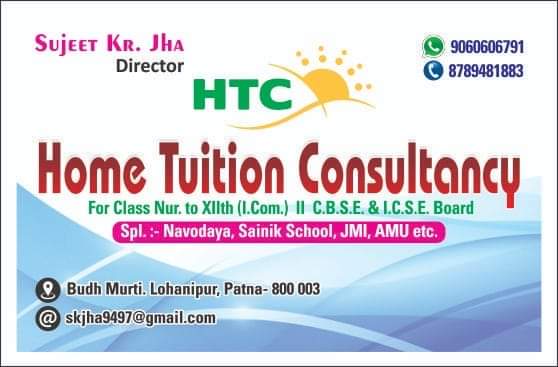 Sujeet Kr. Jha
Director
9060606791
8789481883
HTC
Home Tuition Consultancy
For Class Nur. to XIIth (I.Com.) II C.B.S.E. & I.C.S.E. Board
Spl. :- Navodaya, Sainik School, JMI, AMU etc.
Budh Murti. Lohanipur, Patna- 800 003
@ skjha9497@gmail.com